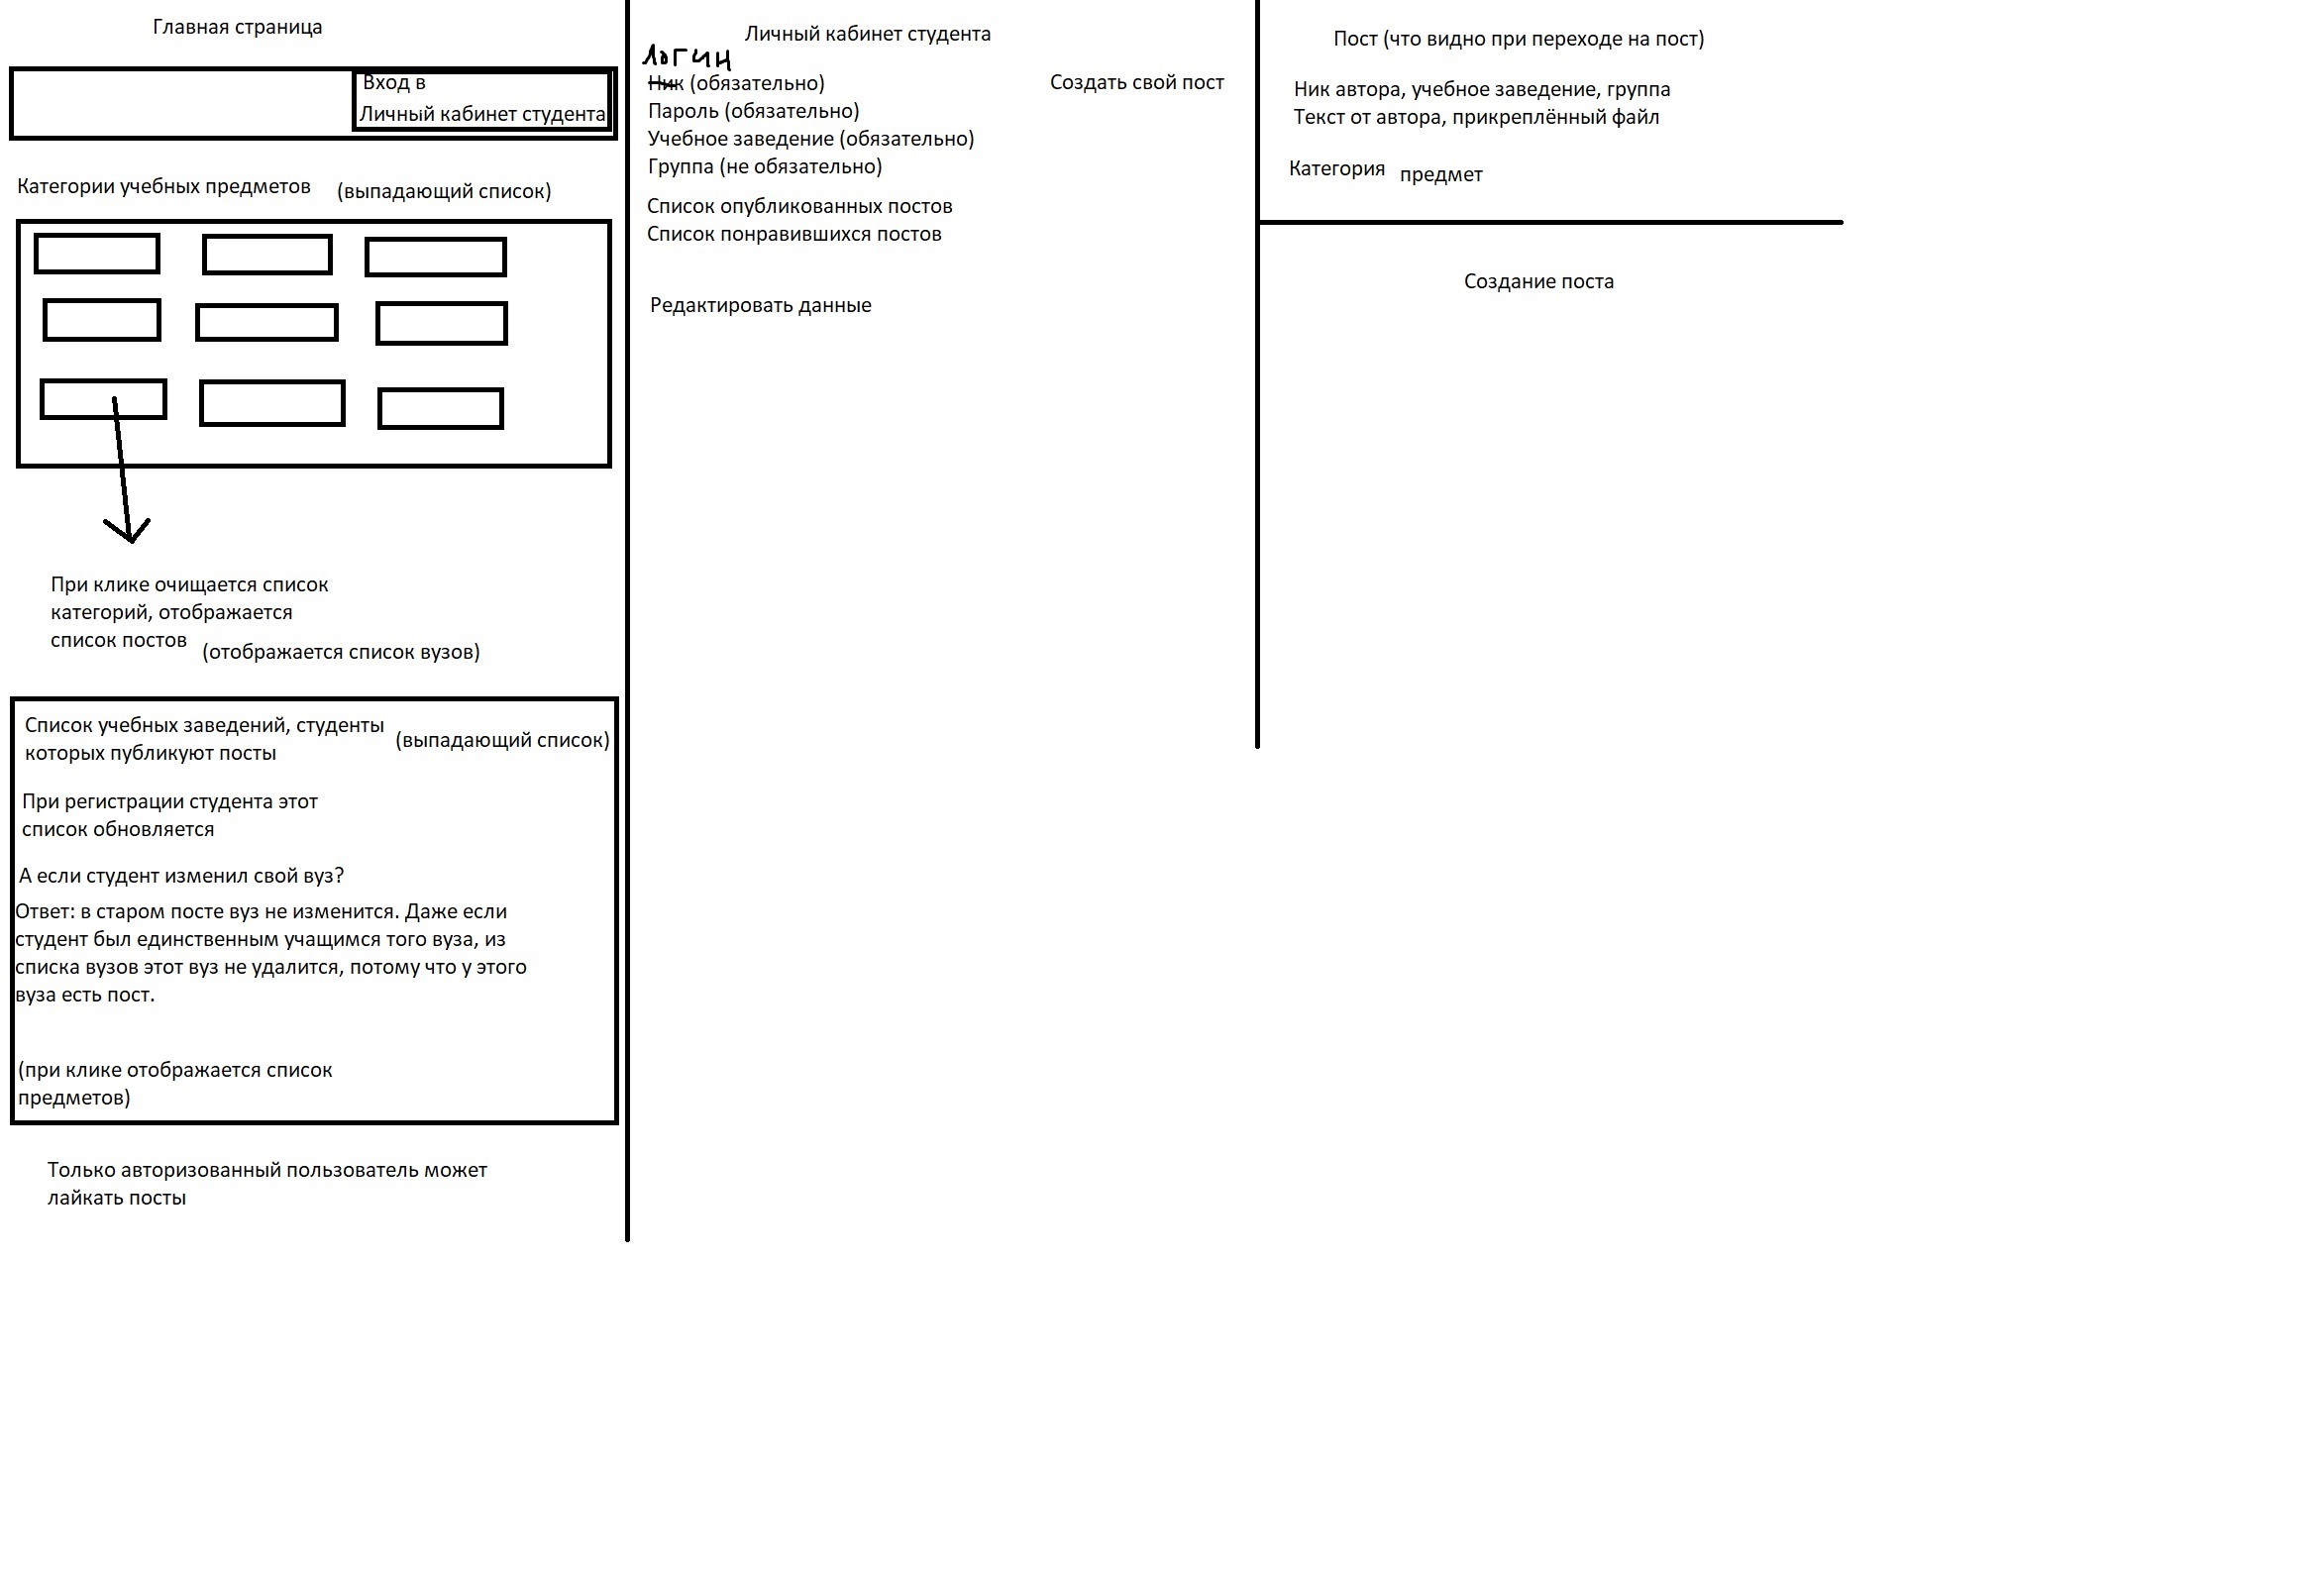 Главная страница
Вход в
Личный кабинет студента
Категории учебных предметов (выпадающий список)
При клике очищается список
категорий, отображается
список постов (отображается список вузов)
Список учебных заведений, студенты
которых публикуют посты (выпадающий список)
При регистрации студента этот
список обновляется
А если студент изменил свой вуз?
Ответ: в старом посте вуз не изменится. Даже если
студент был единственным учащимся того вуза, из
списка вузов этот вуз не удалится, потому что у этого
вуза есть пост.
(при клике отображается список
предметов)
Только авторизованный пользователь может
лайкать посты
Личный кабинет студента
логин
Ник (обязательно)
Пароль (обязательно)
Учебное заведение (обязательно)
Группа (не обязательно)
Список опубликованных постов
Список понравившихся постов
Редактировать данные
Создать свой пост
Пост (что видно при переходе на пост)
Ник автора, учебное заведение, группа
Текст от автора, прикреплённый файл
Категория предмет
Создание поста